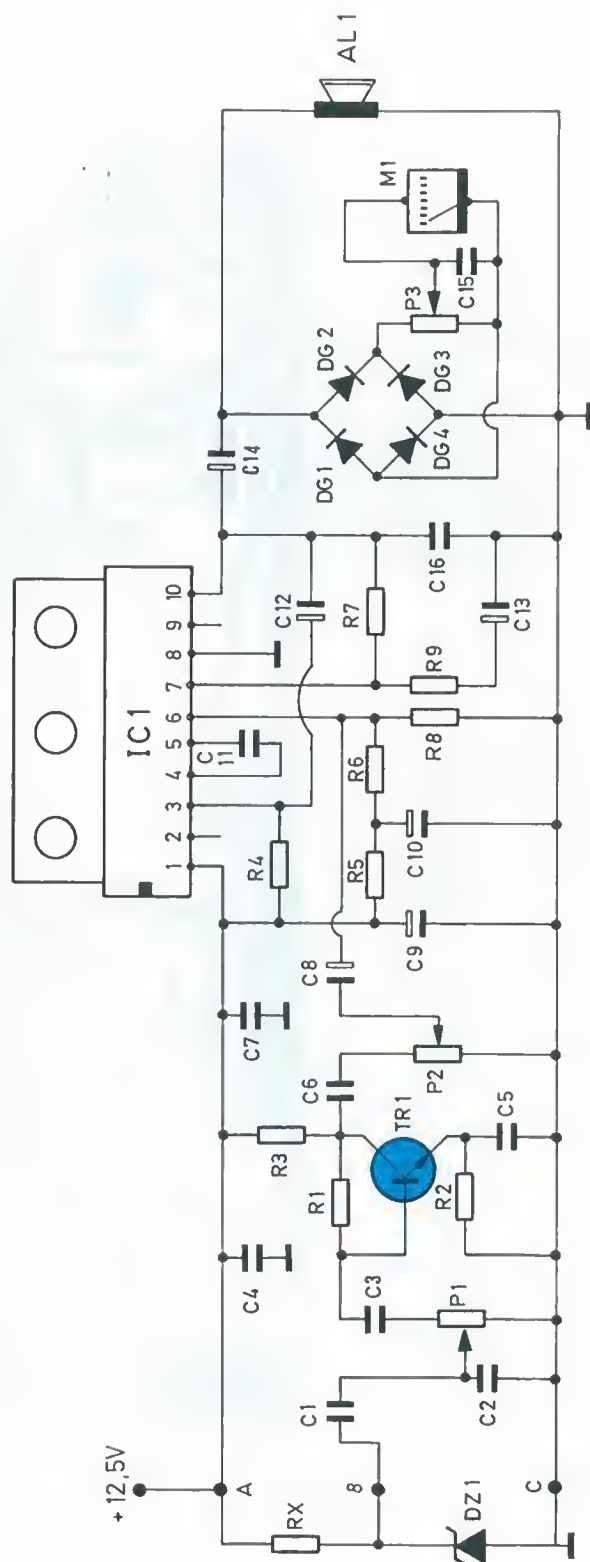 +12,5V
A
RX
8
DZ1
C
C1
C2
C3
P1
C4
R1
R3
TR1
R2
C5
C6
P2
C7
C8
C9
R4
R5
C10
R6
R8
IC1
1
2
3
4
5
6
7
8
9
10
C
11
C12
R7
R9
C16
C13
C14
DG1
DG2
DG4
DG3
P3
C15
M1
AL1